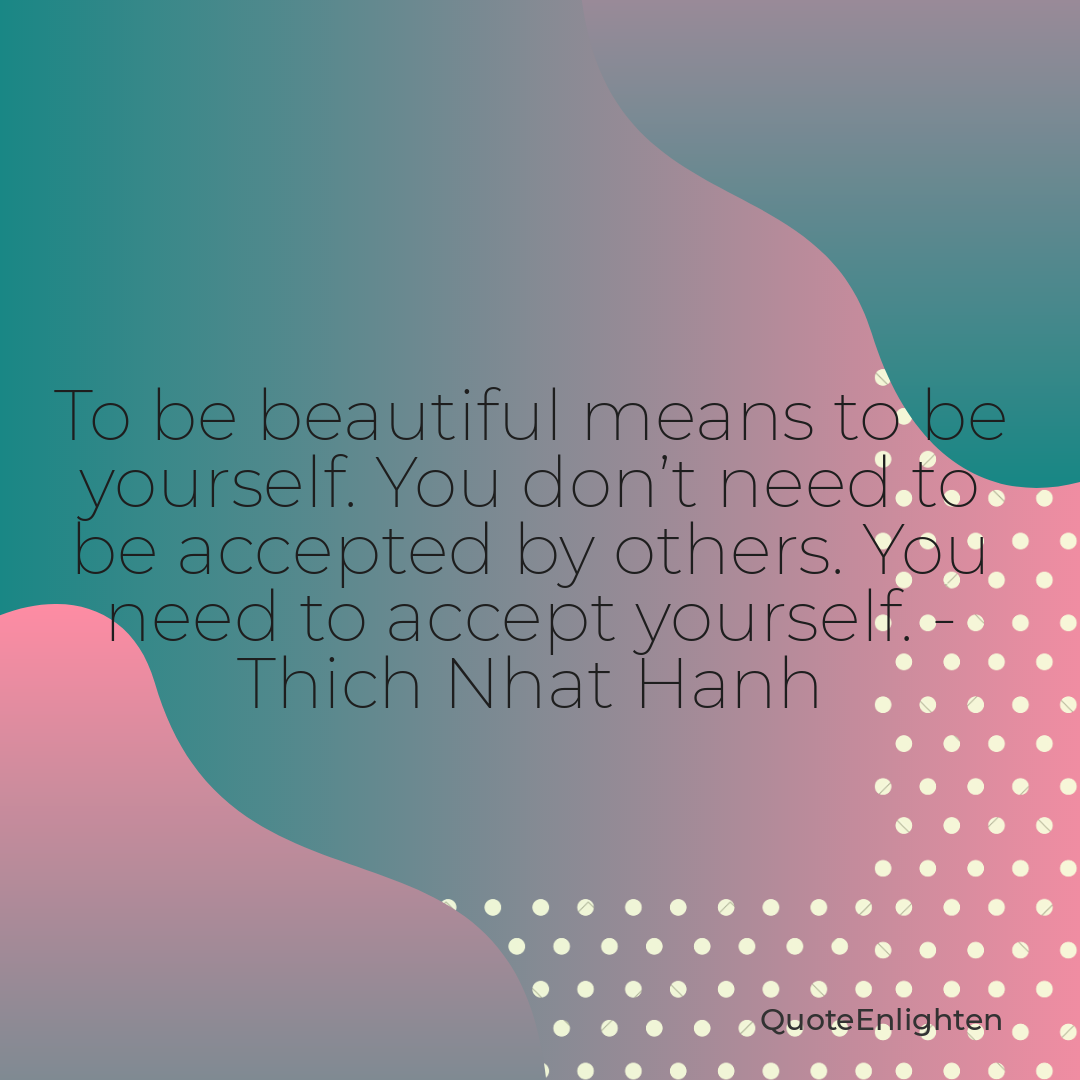 To be beautiful means to be
yourself. You don’t need to
be accepted by others. You
need to accept yourself. -
Thich Nhat Hanh
QuoteEnlighten